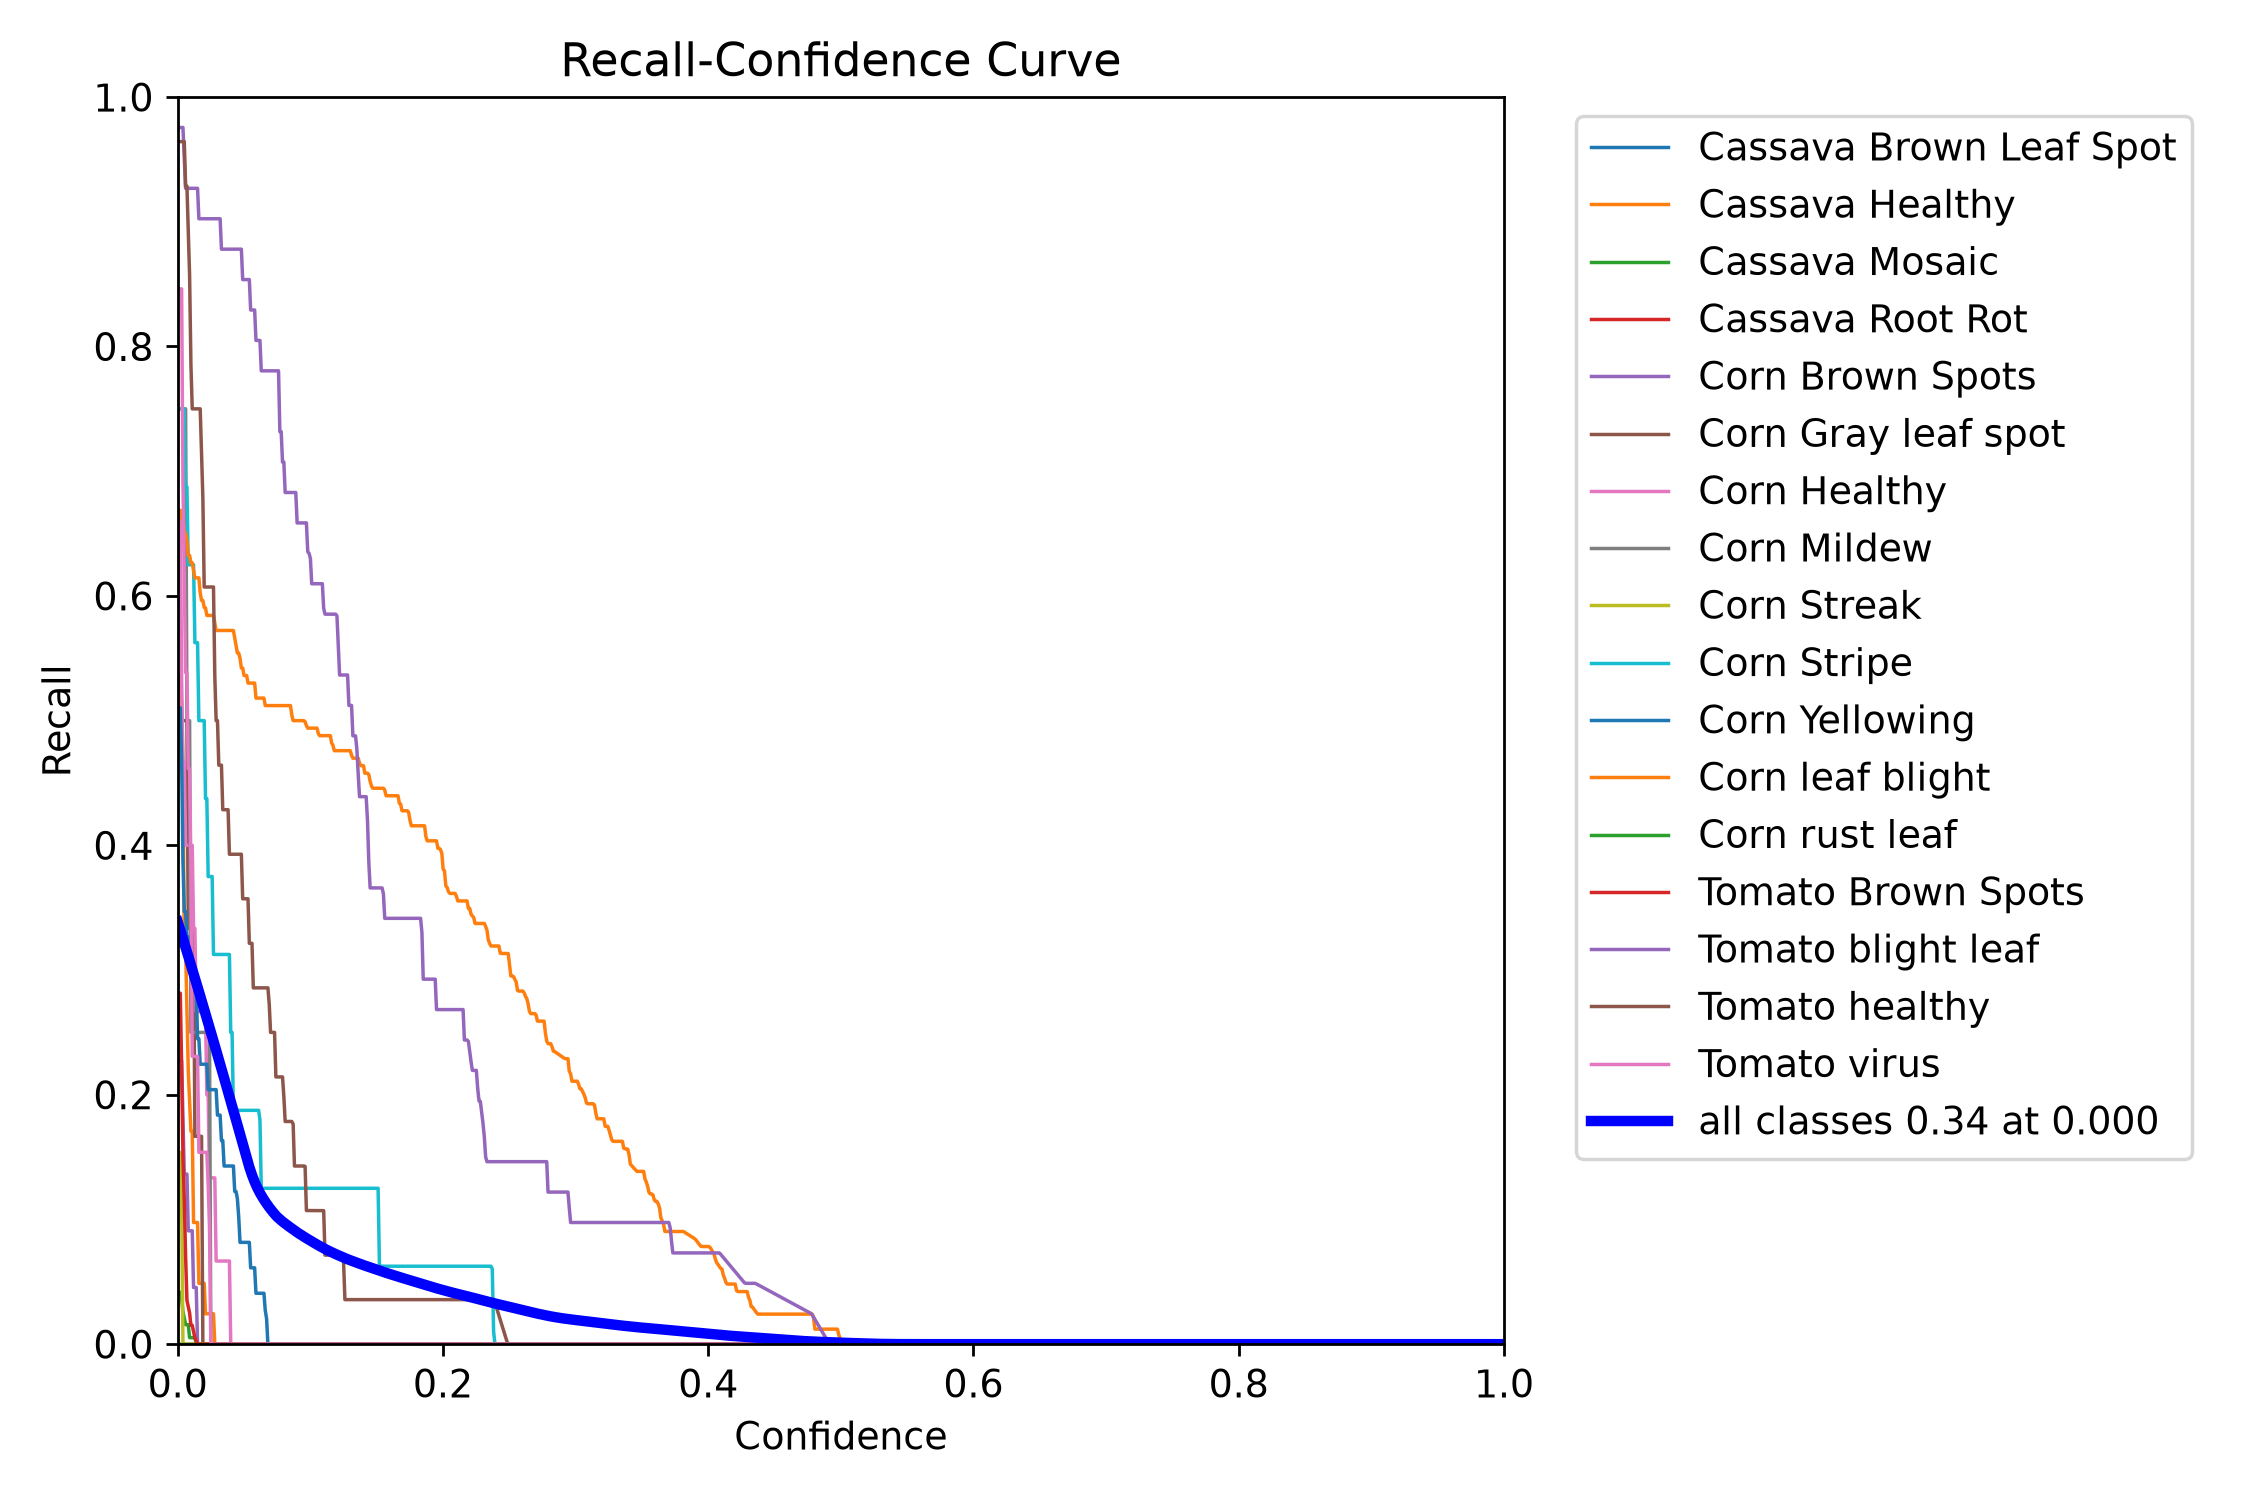 Recall-Confidence Curve
1.0
0.8
0.6
0.4
0.2
0.0
Recall
0.0 0.2 0.4 0.6 0.8 1.0
Confidence
Cassava Brown Leaf Spot
Cassava Healthy
Cassava Mosaic
Cassava Root Rot
Corn Brown Spots
Corn Gray leaf spot
Corn Healthy
Corn Mildew
Corn Streak
Corn Stripe
Corn Yellowing
Corn leaf blight
Corn rust leaf
Tomato Brown Spots
Tomato blight leaf
Tomato healthy
Tomato virus
all classes 0.34 at 0.000